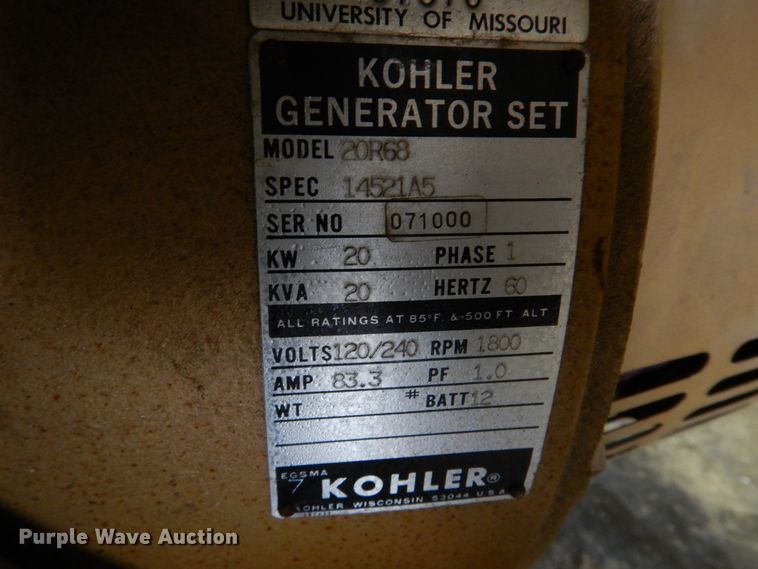 UNIVERSITY OF MISSOURI
KOHLER
GENERATOR SET
MODEL 20R68
SPEC 14521A5
SER NO 071000
KW 20 PHASE 1
KVA 20 HERTZ 60
ALL RATINGS AT 85°F. &-500 FT ALT
VOLTS 120/240 RPM 1800
AMP 83.3 PF 1.0
WT # BATT 12
EGSMA
7 KOHLER®
KOHLER WISCONSIN 53044 U.S.A.
Purple Wave Auction